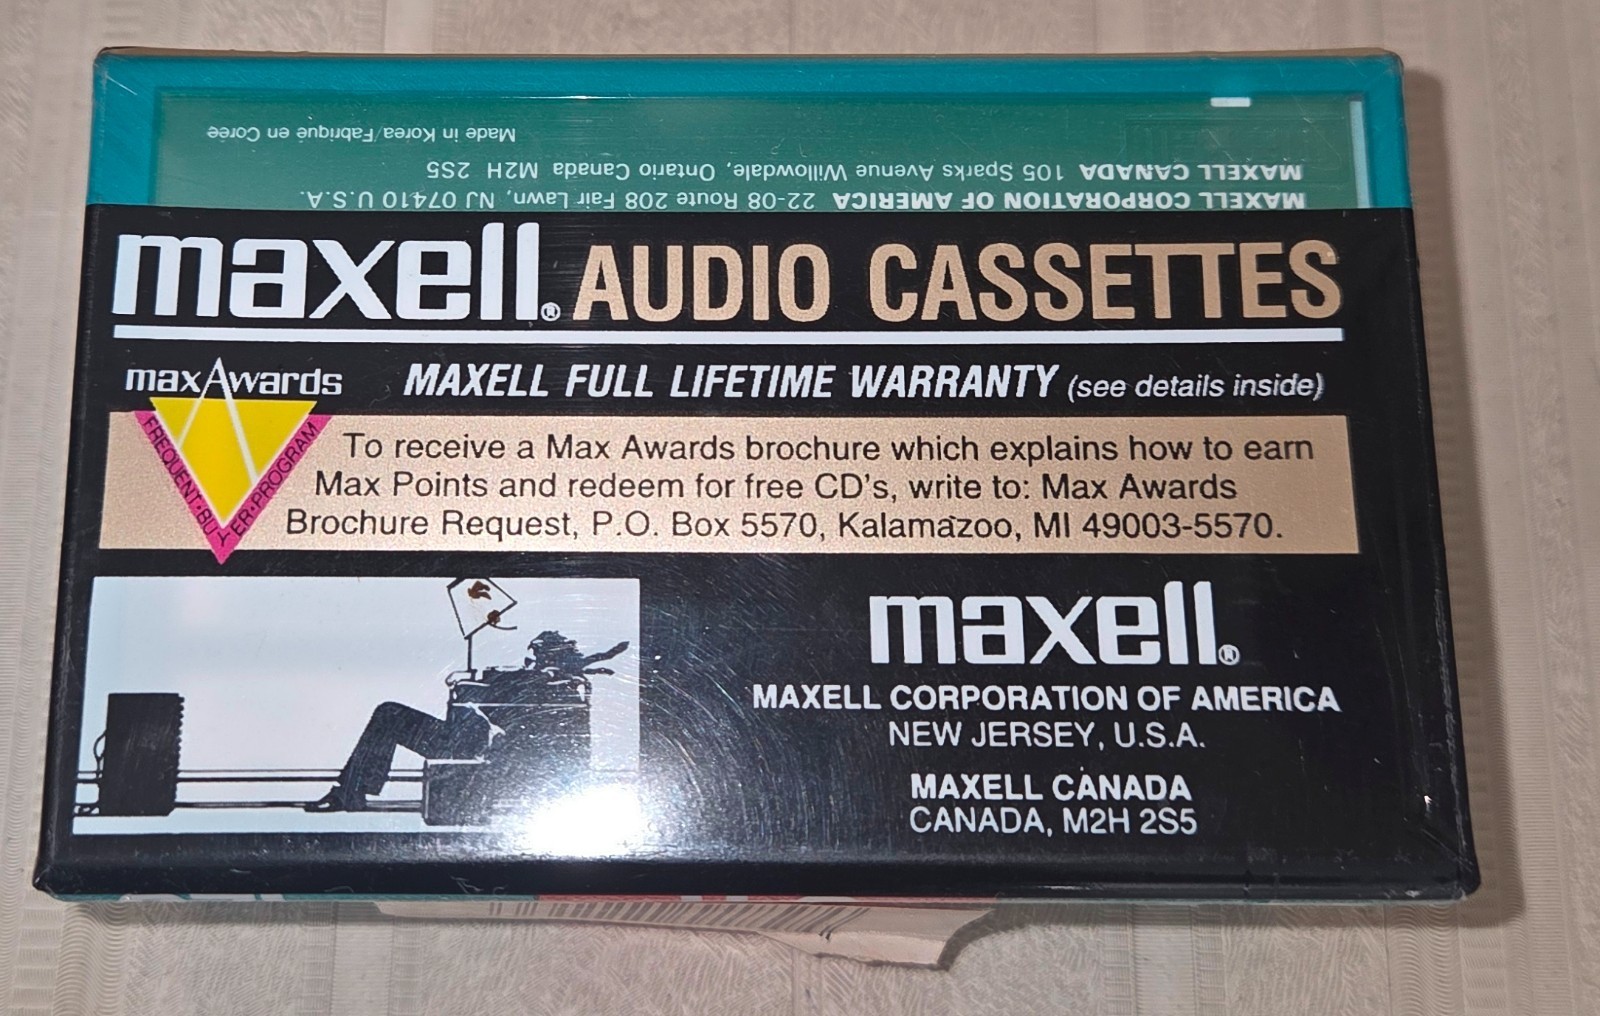 Made in Korea/Fabriqué en Corée
MAXELL CANADA 105 Sparks Avenue Willowdale, Ontario Canada M2H 2S5
MAXELL CORPORATION OF AMERICA 22-08 Route 208 Fair Lawn, NJ 07410 U.S.A.
maxell® AUDIO CASSETTES
maxAwards
MAXELL FULL LIFETIME WARRANTY (see details inside)
FREQUENT·BUYER·PROGRAM
To receive a Max Awards brochure which explains how to earn
Max Points and redeem for free CD's, write to: Max Awards
Brochure Request, P.O. Box 5570, Kalamazoo, MI 49003-5570.
maxell®
MAXELL CORPORATION OF AMERICA
NEW JERSEY, U.S.A.
MAXELL CANADA
CANADA, M2H 2S5